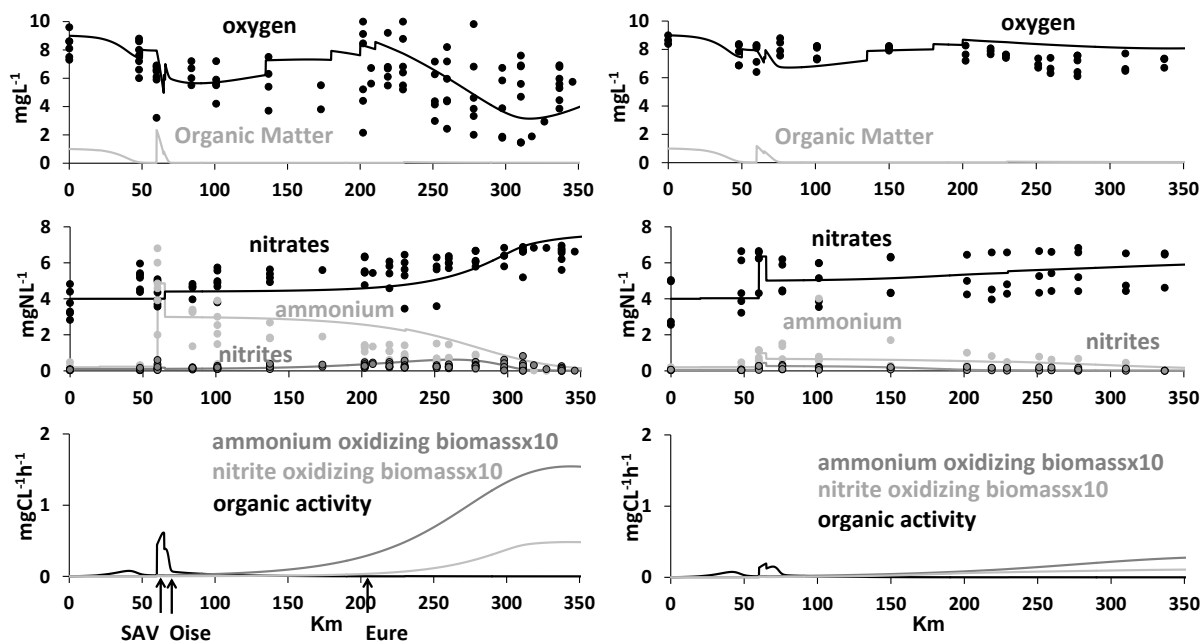 oxygen
Organic Matter
mgL-1
10
8
6
4
2
0
0 50 100 150 200 250 300 350
oxygen
Organic Matter
mgL-1
10
8
6
4
2
0
0 50 100 150 200 250 300 350
nitrates
ammonium
nitrites
mgNL-1
8
6
4
2
0
0 50 100 150 200 250 300 350
nitrates
ammonium
nitrites
mgNL-1
8
6
4
2
0
0 50 100 150 200 250 300 350
ammonium oxidizing biomassx10
nitrite oxidizing biomassx10
organic activity
mgCL-1h-1
2
1
0
0 50 100 150 200 250 300 350
SAV Oise Km Eure
ammonium oxidizing biomassx10
nitrite oxidizing biomassx10
organic activity
mgCL-1h-1
2
1
0
0 50 100 150 200 250 300 350
Km